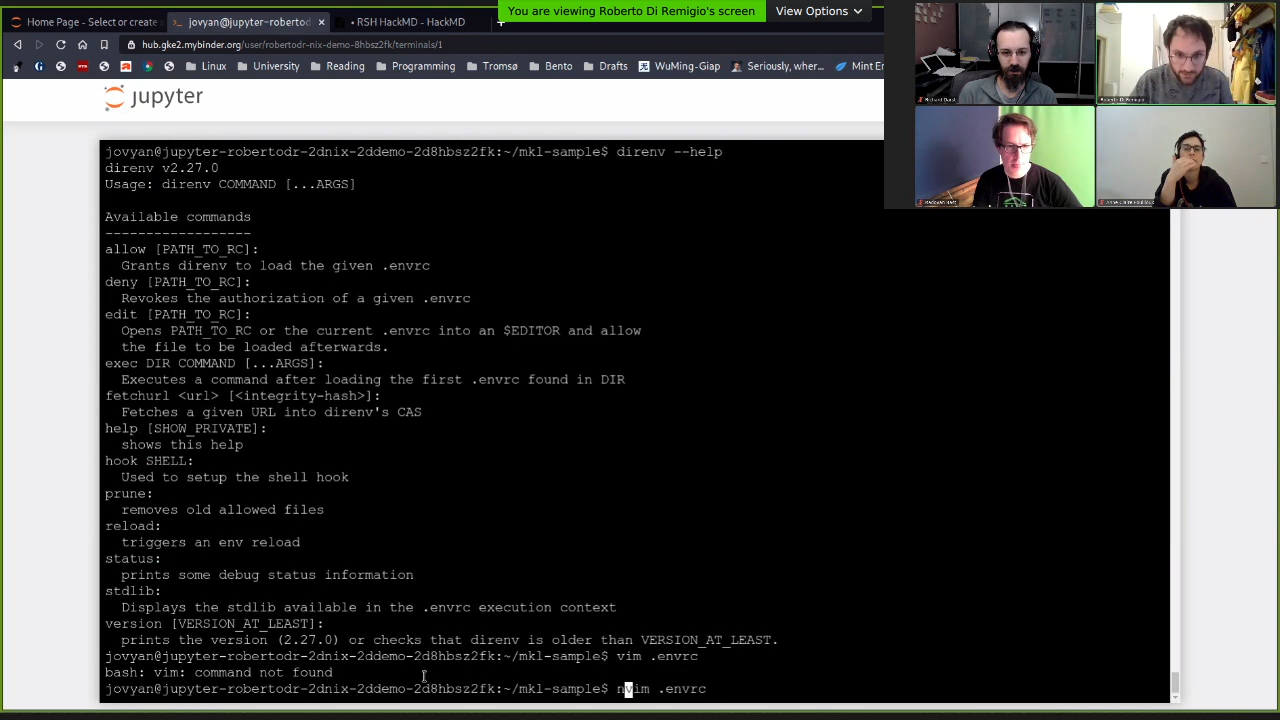 You are viewing Roberto Di Remigio's screen
View Options
Home Page - Select or create
jovyan@jupyter-roberto
RSH HackMD - HackMD
hub.gke2.mybinder.org/user/robertodr-nix-demo-8hbsz2fk/terminals/1
Linux
University
Reading
Programming
Tromsø
Bento
Drafts
WuMing-Giap
Seriously, wher
Mint Er
jupyter
Richard Darst
Roberto Di Remigio
Radovan Bast
jovyan@jupyter-robertodr-2dnix-2ddemo-2d8hbsz2fk:~/mkl-sample$ direnv --help
direnv v2.27.0
Usage: direnv COMMAND [...ARGS]
Available commands
------------------
allow [PATH_TO_RC]:
Grants direnv to load the given .envrc
deny [PATH_TO_RC]:
Revokes the authorization of a given .envrc
edit [PATH_TO_RC]:
Opens PATH_TO_RC or the current .envrc into an $EDITOR and allow
the file to be loaded afterwards.
exec DIR COMMAND [...ARGS]:
Executes a command after loading the first .envrc found in DIR
fetchurl <url> [<integrity-hash>]:
Fetches a given URL into direnv's CAS
help [SHOW_PRIVATE]:
shows this help
hook SHELL:
Used to setup the shell hook
prune:
removes old allowed files
reload:
triggers an env reload
status:
prints some debug status information
stdlib:
Displays the stdlib available in the .envrc execution context
version [VERSION_AT_LEAST]:
prints the version (2.27.0) or checks that direnv is older than VERSION_AT_LEAST.
jovyan@jupyter-robertodr-2dnix-2ddemo-2d8hbsz2fk:~/mkl-sample$ vim .envrc
bash: vim: command not found
jovyan@jupyter-robertodr-2dnix-2ddemo-2d8hbsz2fk:~/mkl-sample$ nvim .envrc